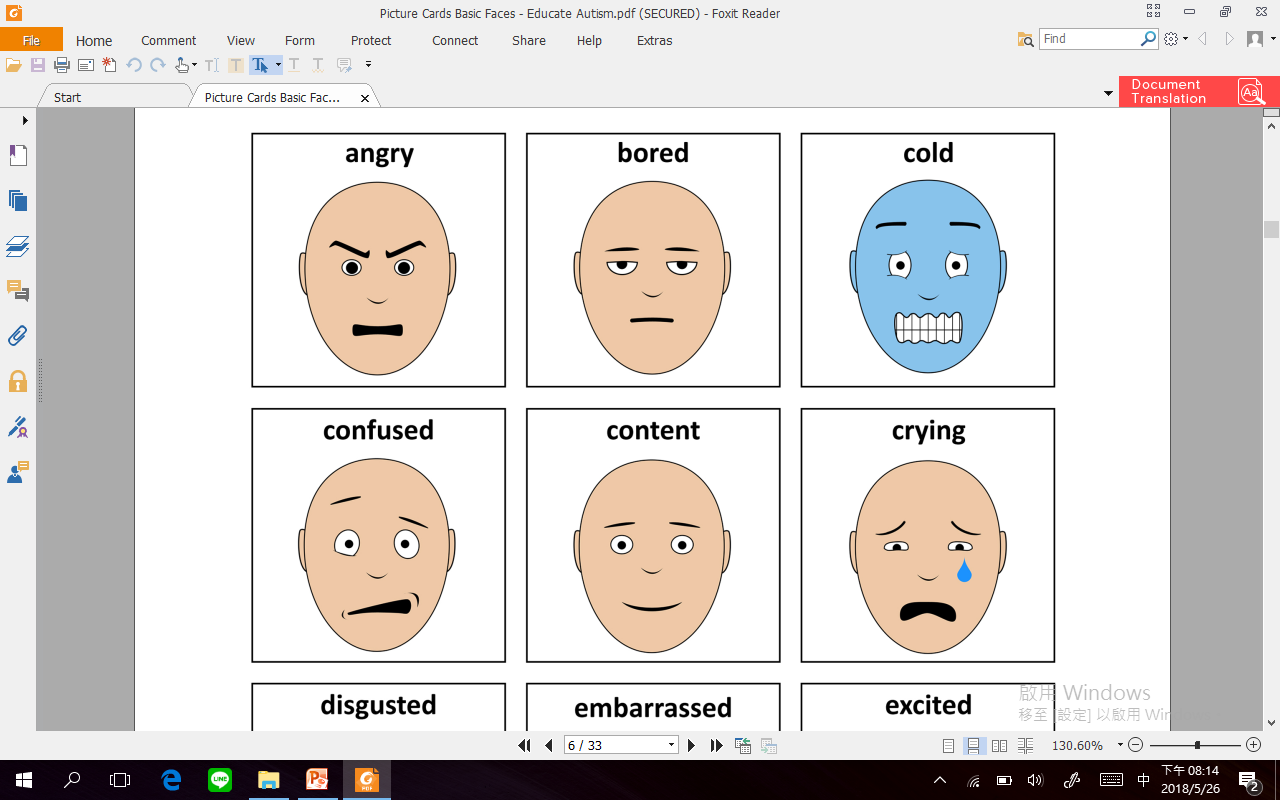 Picture Cards Basic Faces - Educate Autism.pdf (SECURED) - Foxit Reader
File Home Comment View Form Protect Connect Share Help Extras
Find
Start
Picture Cards Basic Fac...
Document
Translation
angry bored cold
confused content crying
disgusted embarrassed excited
啟用 Windows
移至 [設定] 以啟用 Win
6 / 33
130.60%
LINE
中
下午 08:14
2018/5/26
2